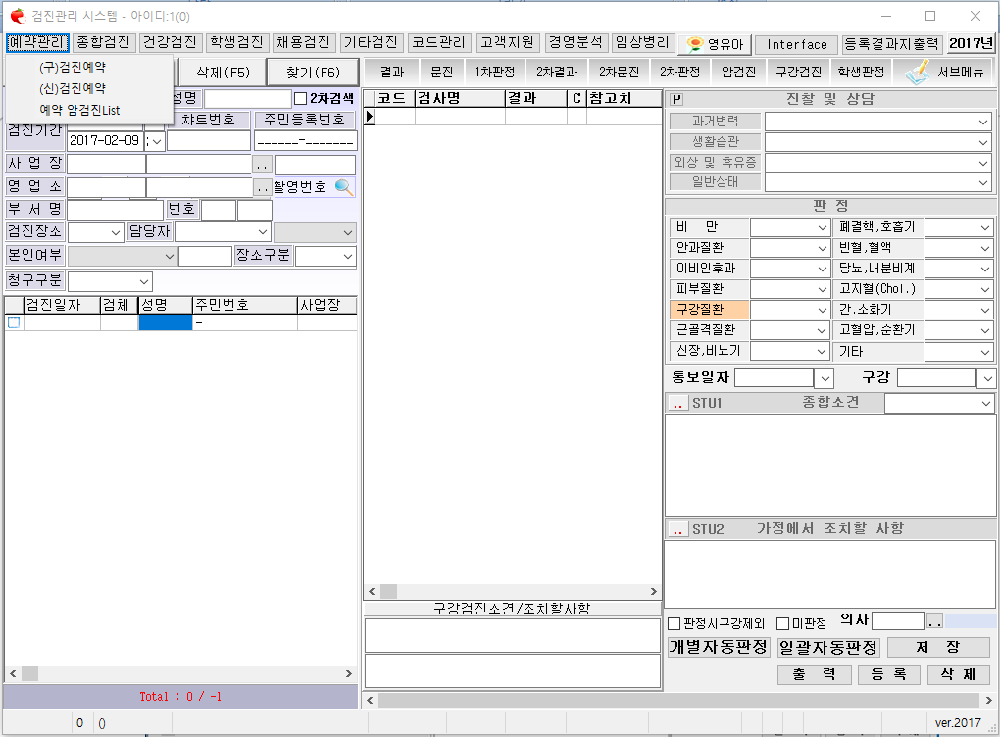 검진관리 시스템 - 아이디:1(0)
예약관리 종합검진 건강검진 학생검진 채용검진 기타검진 코드관리 고객지원 경영분석 임상병리 영유아 Interface 등록결과지출력 2017년
(구)검진예약
(신)검진예약
예약 암검진List
삭제(F5) 찾기(F6)
결과 문진 1차판정 2차결과 2차문진 2차판정 암검진 구강검진 학생판정 서브메뉴
성명 2차검색
차트번호 주민등록번호
검진기간 2017-02-09 : ______-_______
사 업 장 ..
영 업 소 .. 촬영번호
부 서 명 번호
검진장소 담당자
본인여부 장소구분
청구구분
검진일자 검체 성명 주민번호 사업장
-
Total : 0 / -1
코드 검사명 결과 C 참고치
구강검진소견/조치할사항
P 진찰 및 상담
과거병력
생활습관
외상 및 휴유증
일반상태
판 정
비 만 폐결핵,호흡기
안과질환 빈혈,혈액
이비인후과 당뇨,내분비계
피부질환 고지혈(Chol.)
구강질환 간.소화기
근골격질환 고혈압,순환기
신장,비뇨기 기타
통보일자 구강
.. STU1 종합소견
.. STU2 가정에서 조치할 사항
판정시구강제외 미판정 의사 ..
개별자동판정 일괄자동판정 저 장
출 력 등 록 삭 제
0 () ver.2017